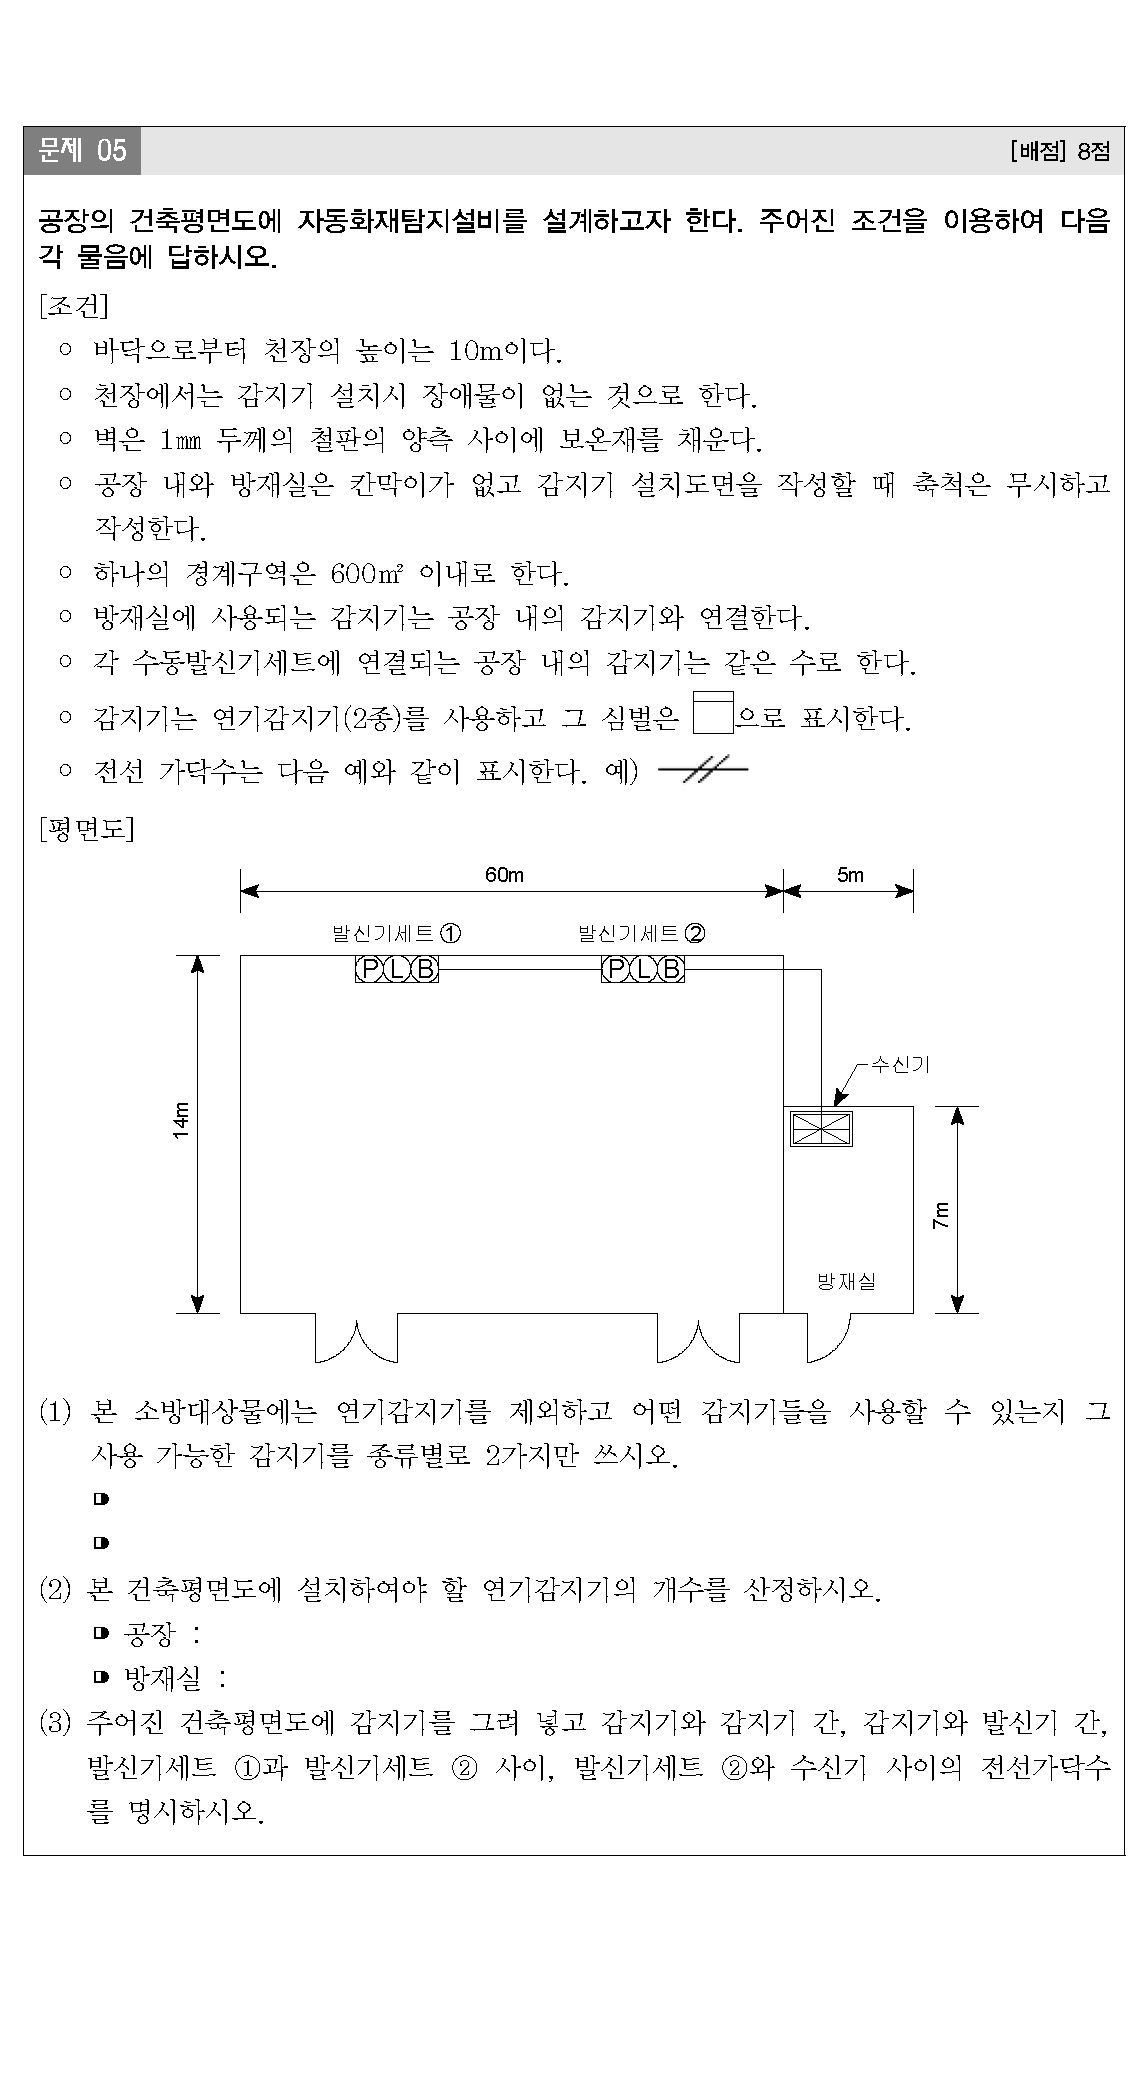 문제 05 [배점] 8점
공장의 건축평면도에 자동화재탐지설비를 설계하고자 한다. 주어진 조건을 이용하여 다음
각 물음에 답하시오.
[조건]
○ 바닥으로부터 천장의 높이는 10m이다.
○ 천장에서는 감지기 설치시 장애물이 없는 것으로 한다.
○ 벽은 1㎜ 두께의 철판의 양측 사이에 보온재를 채운다.
○ 공장 내와 방재실은 칸막이가 없고 감지기 설치도면을 작성할 때 축척은 무시하고
작성한다.
○ 하나의 경계구역은 600㎡ 이내로 한다.
○ 방재실에 사용되는 감지기는 공장 내의 감지기와 연결한다.
○ 각 수동발신기세트에 연결되는 공장 내의 감지기는 같은 수로 한다.
○ 감지기는 연기감지기(2종)를 사용하고 그 심벌은 으로 표시한다.
○ 전선 가닥수는 다음 예와 같이 표시한다. 예)
[평면도]
60m 5m
발신기세트 ① 발신기세트 ②
P L B P L B
수신기
14m
7m
방재실
(1) 본 소방대상물에는 연기감지기를 제외하고 어떤 감지기들을 사용할 수 있는지 그
사용 가능한 감지기를 종류별로 2가지만 쓰시오.
(2) 본 건축평면도에 설치하여야 할 연기감지기의 개수를 산정하시오.
공장 :
방재실 :
(3) 주어진 건축평면도에 감지기를 그려 넣고 감지기와 감지기 간, 감지기와 발신기 간,
발신기세트 ①과 발신기세트 ② 사이, 발신기세트 ②와 수신기 사이의 전선가닥수
를 명시하시오.